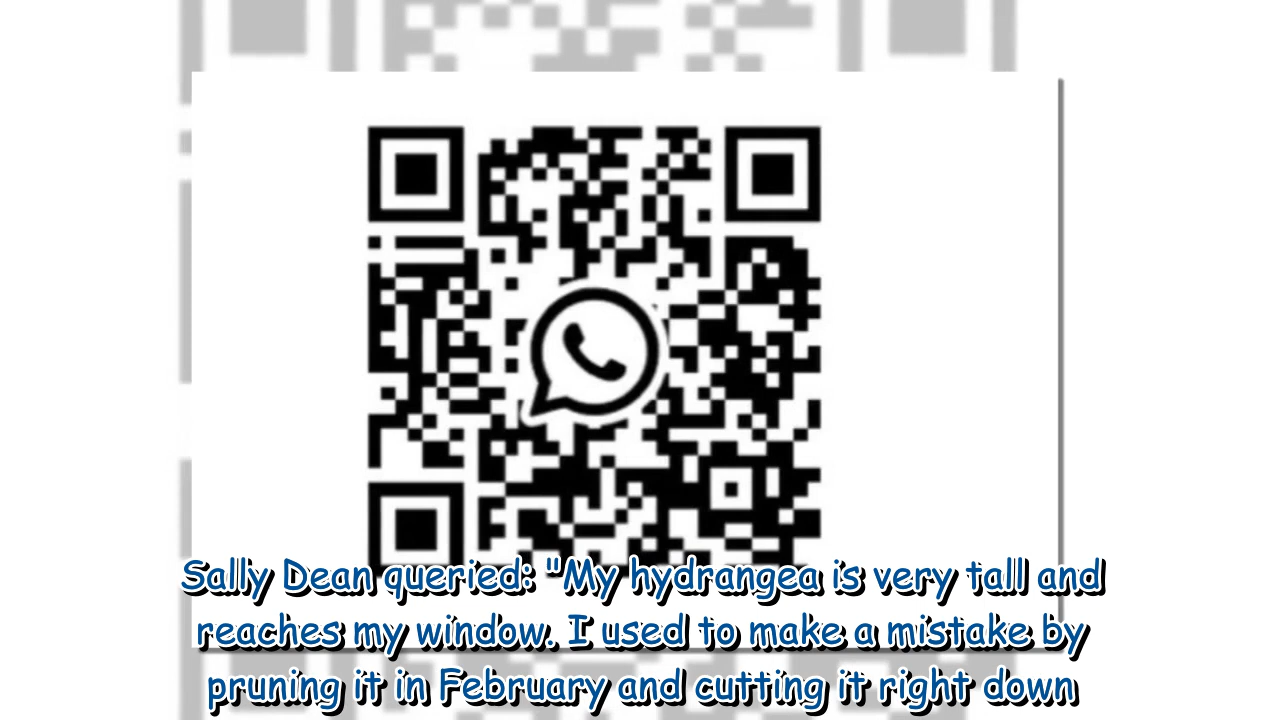 Sally Dean queried: "My hydrangea is very tall and
reaches my window. I used to make a mistake by
pruning it in February and cutting it right down